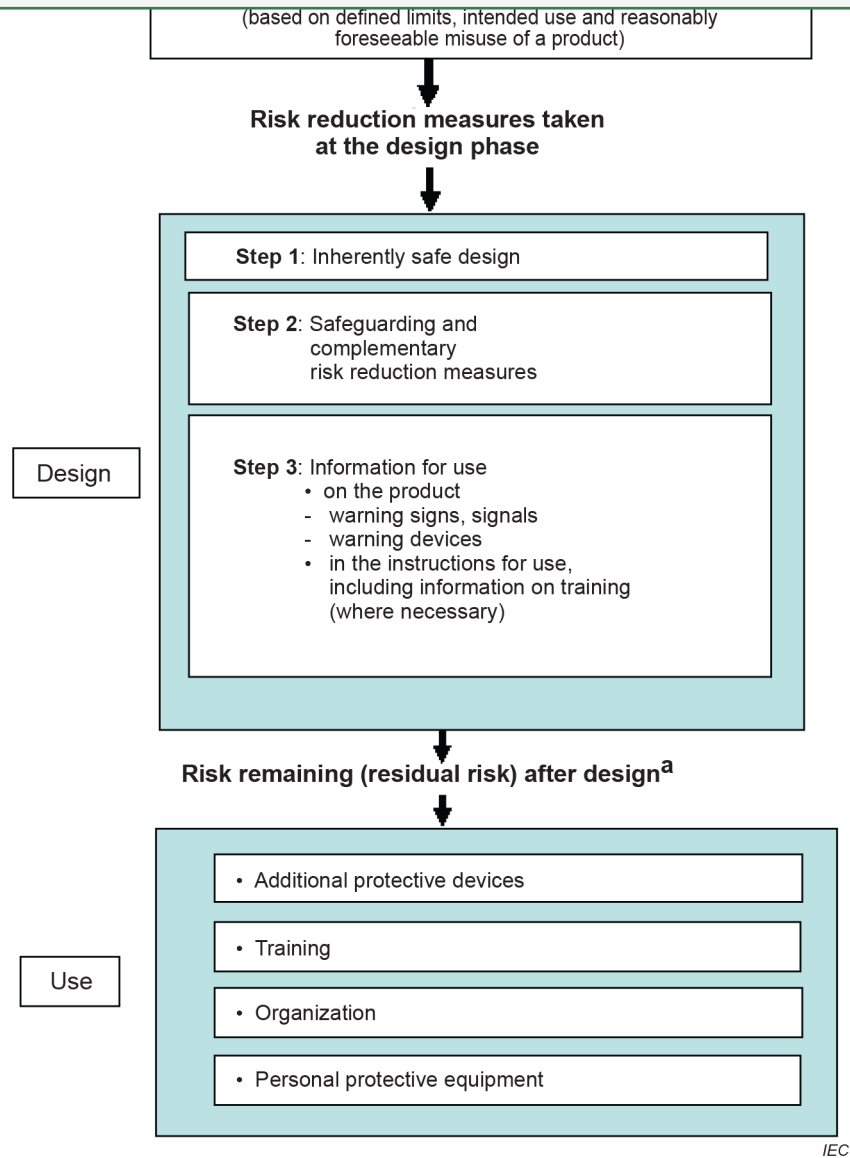 (based on defined limits, intended use and reasonably
foreseeable misuse of a product)
Risk reduction measures taken
at the design phase
Step 1: Inherently safe design
Step 2: Safeguarding and
complementary
risk reduction measures
Design
Step 3: Information for use
• on the product
- warning signs, signals
- warning devices
• in the instructions for use,
including information on training
(where necessary)
Risk remaining (residual risk) after designa
• Additional protective devices
• Training
Use
• Organization
• Personal protective equipment
IEC